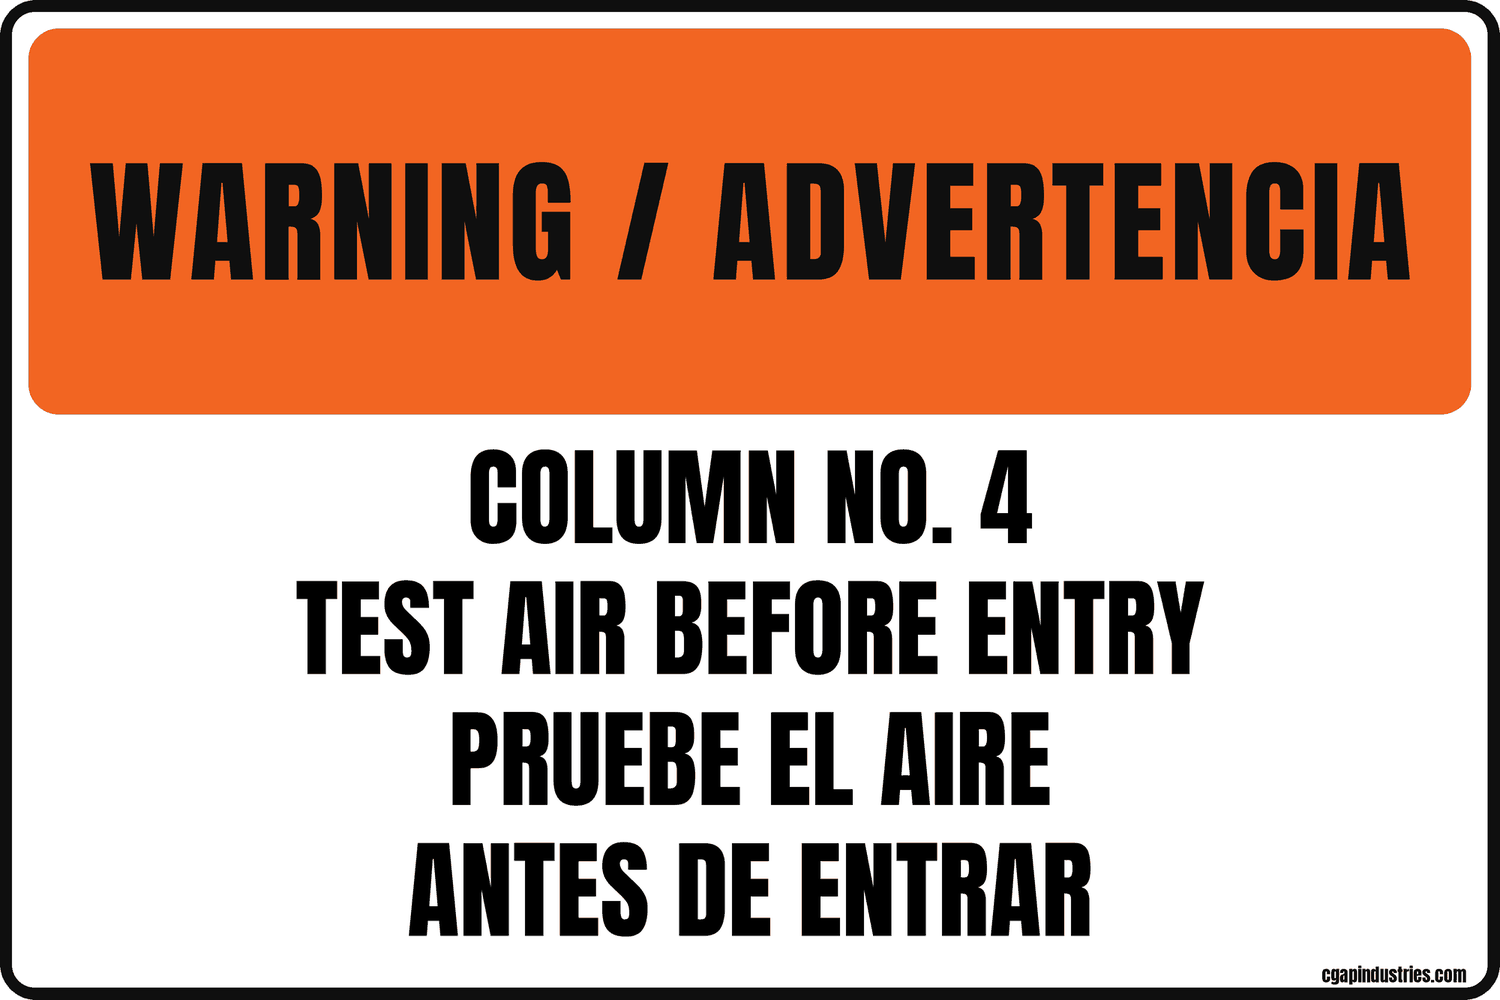 WARNING / ADVERTENCIA
COLUMN NO. 4
TEST AIR BEFORE ENTRY
PRUEBE EL AIRE
ANTES DE ENTRAR
cgapindustries.com